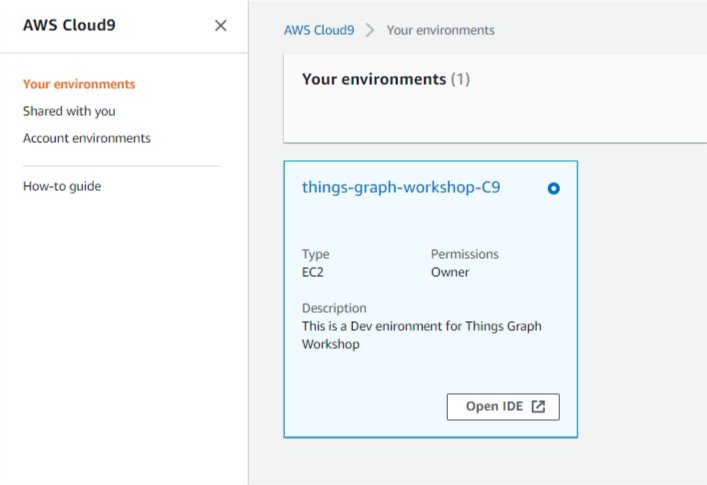 AWS Cloud9
AWS Cloud9 > Your environments
Your environments
Shared with you
Account environments
How-to guide
Your environments (1)
things-graph-workshop-C9
Type
EC2
Permissions
Owner
Description
This is a Dev enironment for Things Graph
Workshop
Open IDE